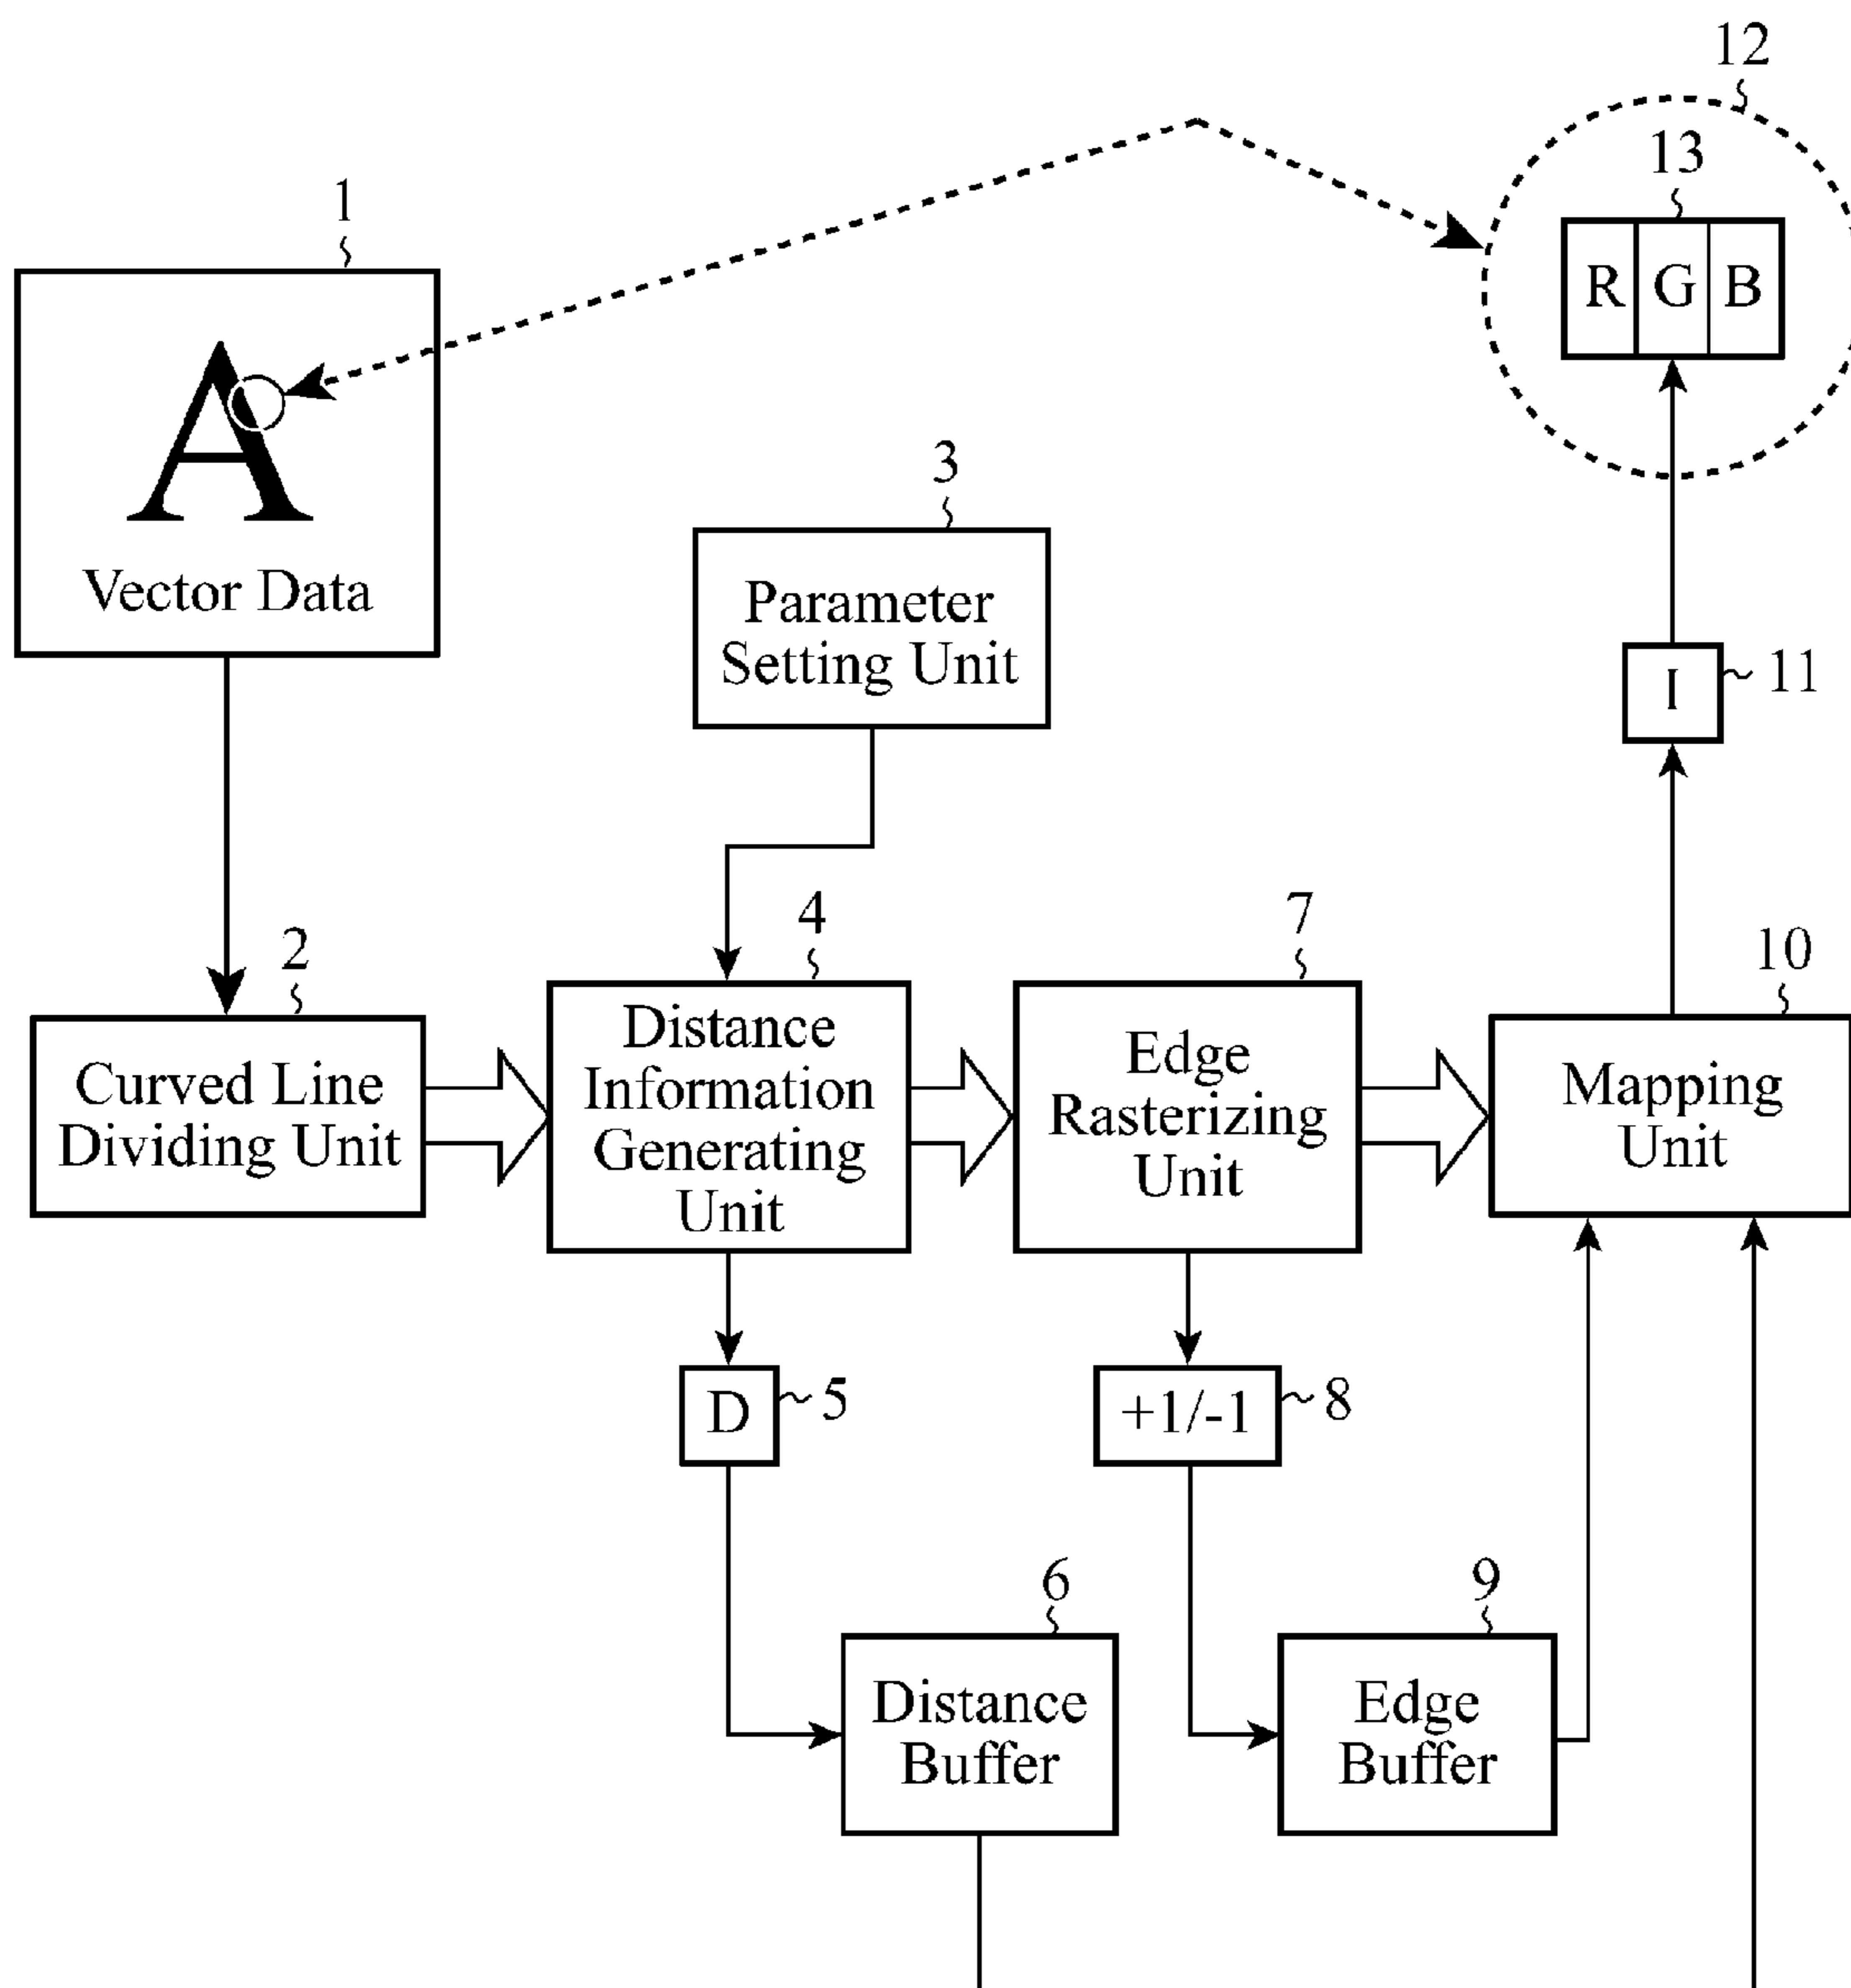 12
13
1
R G B
A
3
Vector Data
Parameter
Setting Unit
I
11
4
7
2
10
Distance
Information
Generating
Unit
Edge
Rasterizing
Unit
Curved Line
Dividing Unit
Mapping
Unit
D
5
+1/-1
8
6
9
Distance
Buffer
Edge
Buffer